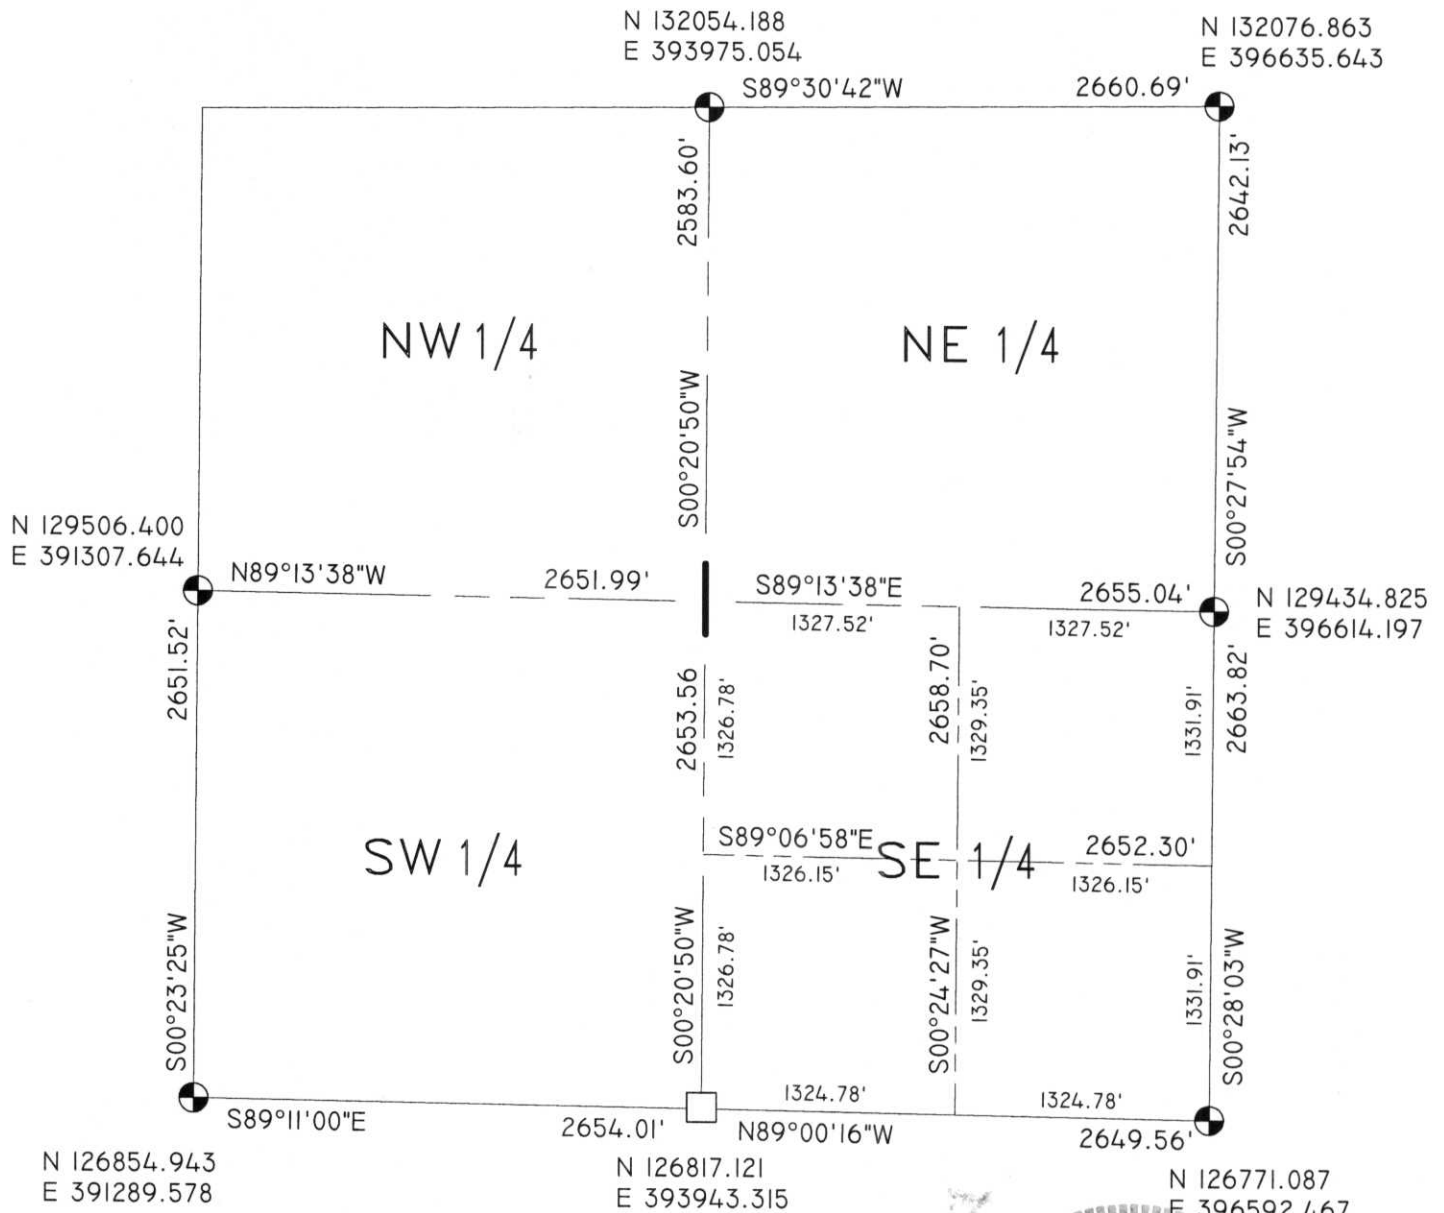 N 132054.188
E 393975.054
N 132076.863
E 396635.643
S89°30'42"W
2660.69'
2583.60'
2642.13'
NW 1/4
NE 1/4
S00°20'50"W
S00°27'54"W
N 129506.400
E 391307.644
N89°13'38"W
2651.99'
S89°13'38"E
2655.04'
1327.52'
1327.52'
N 129434.825
E 396614.197
2651.52'
2653.56
1326.78'
2658.70'
1329.35'
1331.91'
2663.82'
S89°06'58"E
2652.30'
1326.15'
1326.15'
SW 1/4
SE 1/4
S00°23'25"W
S00°20'50"W
1326.78'
S00°24'27"W
1329.35'
1331.91'
S00°28'03"W
1324.78'
1324.78'
S89°11'00"E
2654.01'
N89°00'16"W
2649.56'
N 126854.943
E 391289.578
N 126817.121
E 393943.315
N 126771.087
E 396592.467